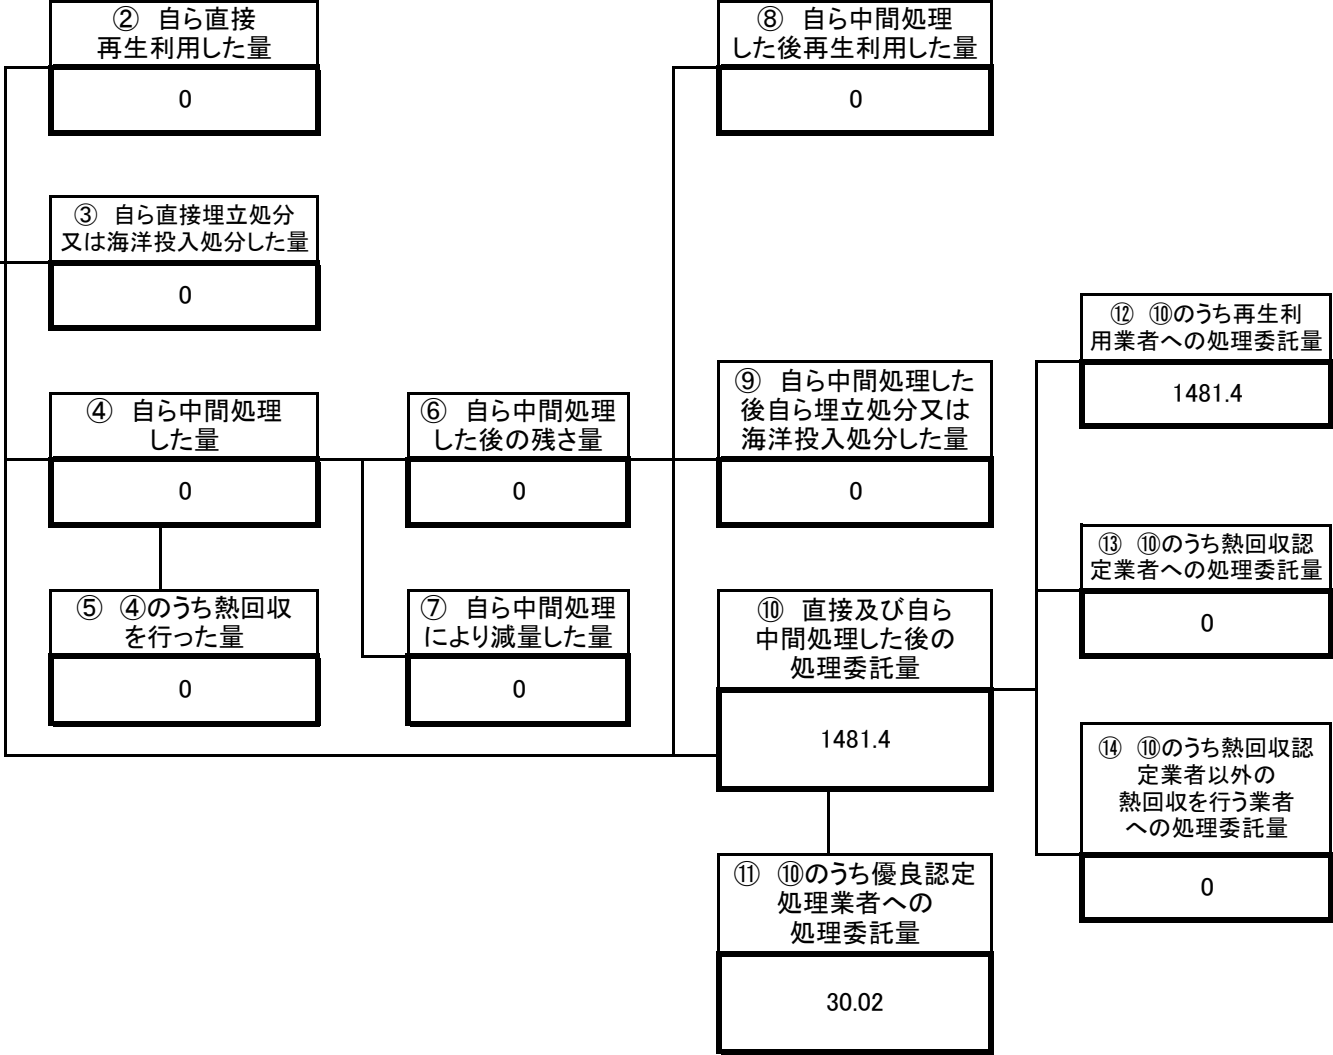 ② 自ら直接
再生利用した量
0
⑧ 自ら中間処理
した後再生利用した量
0
③ 自ら直接埋立処分
又は海洋投入処分した量
0
⑫ ⑩のうち再生利
用業者への処理委託量
1481.4
④ 自ら中間処理
した量
0
⑥ 自ら中間処理
した後の残さ量
0
⑨ 自ら中間処理した
後自ら埋立処分又は
海洋投入処分した量
0
⑬ ⑩のうち熱回収認
定業者への処理委託量
0
⑤ ④のうち熱回収
を行った量
0
⑦ 自ら中間処理
により減量した量
0
⑩ 直接及び自ら
中間処理した後の
処理委託量
1481.4
⑭ ⑩のうち熱回収認
定業者以外の
熱回収を行う業者
への処理委託量
0
⑪ ⑩のうち優良認定
処理業者への
処理委託量
30.02